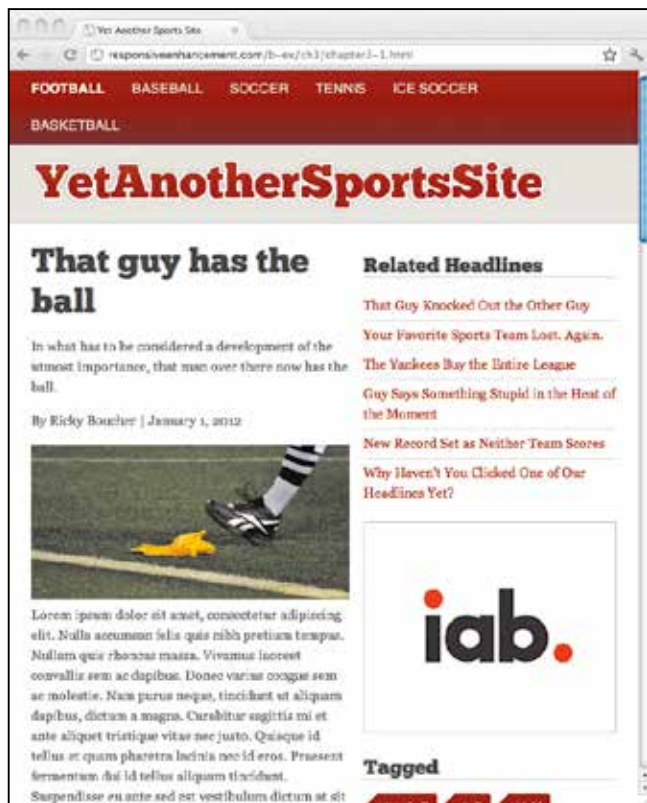 Yet Another Sports Site
responsiveenhancement.com/b-ex/ch3/chapter3-1.html
FOOTBALL BASEBALL SOCCER TENNIS ICE SOCCER
BASKETBALL
YetAnotherSportsSite
That guy has the
ball
In what has to be considered a development of the
utmost importance, that man over there now has the
ball.
By Ricky Boucher | January 1, 2012
Lorem ipsum dolor sit amet, consectetur adipiscing
elit. Nulla accumsan felis quis nibh pretium tempus.
Nullam quis rhoncus massa. Vivamus laoreet
convallis sem ac dapibus. Donec varius congue sem
ac molestie. Nam purus neque, tincidunt ut aliquam
dapibus, dictum a magna. Curabitur sagittis mi et
ante aliquet tristique vitae nec justo. Quisque id
tellus et quam pharetra lacinia nec id eros. Praesent
fermentum dui id tellus aliquam tincidunt.
Suspendisse eu ante sed est vestibulum dictum at sit
Related Headlines
That Guy Knocked Out the Other Guy
Your Favorite Sports Team Lost. Again.
The Yankees Buy the Entire League
Guy Says Something Stupid in the Heat of
the Moment
New Record Set as Neither Team Scores
Why Haven't You Clicked One of Our
Headlines Yet?
iab.
Tagged